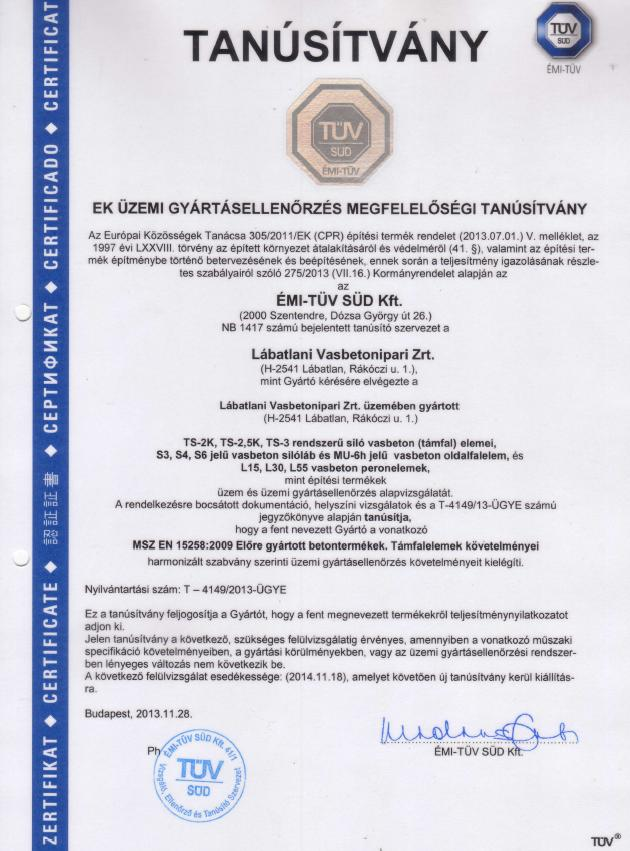 TANÚSÍTVÁNY
TÜV
SÜD
ÉMI-TÜV
TÜV
SÜD
ÉMI-TÜV
EK ÜZEMI GYÁRTÁSELLENŐRZÉS MEGFELELŐSÉGI TANÚSÍTVÁNY
Az Európai Közösségek Tanácsa 305/2011/EK (CPR) építési termék rendelet (2013.07.01.) V. melléklet, az
1997 évi LXXVIII. törvény az épített környezet átalakításáról és védelméről (41. §), valamint az építési ter-
mék építménybe történő betervezésének és beépítésének, ennek során a teljesítmény igazolásának részle-
tes szabályairól szóló 275/2013 (VII.16.) Kormányrendelet alapján az
az
ÉMI-TÜV SÜD Kft.
(2000 Szentendre, Dózsa György út 26.)
NB 1417 számú bejelentett tanúsító szervezet a
Lábatlani Vasbetonipari Zrt.
(H-2541 Lábatlan, Rákóczi u. 1.),
mint Gyártó kérésére elvégezte a
Lábatlani Vasbetonipari Zrt. üzemében gyártott
(H-2541 Lábatlan, Rákóczi u. 1.)
TS-2K, TS-2,5K, TS-3 rendszerű siló vasbeton (támfal) elemei,
S3, S4, S6 jelű vasbeton silóláb és MU-6h jelű vasbeton oldalfalelem, és
L15, L30, L55 vasbeton peronelemek,
mint építési termékek
üzem és üzemi gyártásellenőrzés alapvizsgálatát.
A rendelkezésre bocsátott dokumentáció, helyszíni vizsgálatok és a T-4149/13-ÜGYE számú
jegyzőkönyve alapján tanúsítja,
hogy a fent nevezett Gyártó a vonatkozó
MSZ EN 15258:2009 Előre gyártott betontermékek. Támfalelemek követelményei
harmonizált szabvány szerinti üzemi gyártásellenőrzés követelményeit kielégíti.
Nyilvántartási szám: T – 4149/2013-ÜGYE
Ez a tanúsítvány feljogosítja a Gyártót, hogy a fent megnevezett termékekről teljesítménynyilatkozatot
adjon ki.
Jelen tanúsítvány a következő, szükséges felülvizsgálatig érvényes, amennyiben a vonatkozó műszaki
specifikáció követelményeiben, a gyártási körülményekben, vagy az üzemi gyártásellenőrzési rendszer-
ben lényeges változás nem következik be.
A következő felülvizsgálat esedékessége: (2014.11.18), amelyet követően új tanúsítvány kerül kiállítás-
ra.
Budapest, 2013.11.28.
Ph
ÉMI-TÜV SÜD Kft. 41/1
TÜV
SÜD
Vizsgáló, Ellenőrző és Tanúsító Szervezet
ÉMI-TÜV SÜD Kft.
ZERTIFIKAT ◆ CERTIFICATE ◆ 認証証書 ◆ СЕРТИФИКАТ ◆ CERTIFICADO ◆ CERTIFICAT
TÜV®